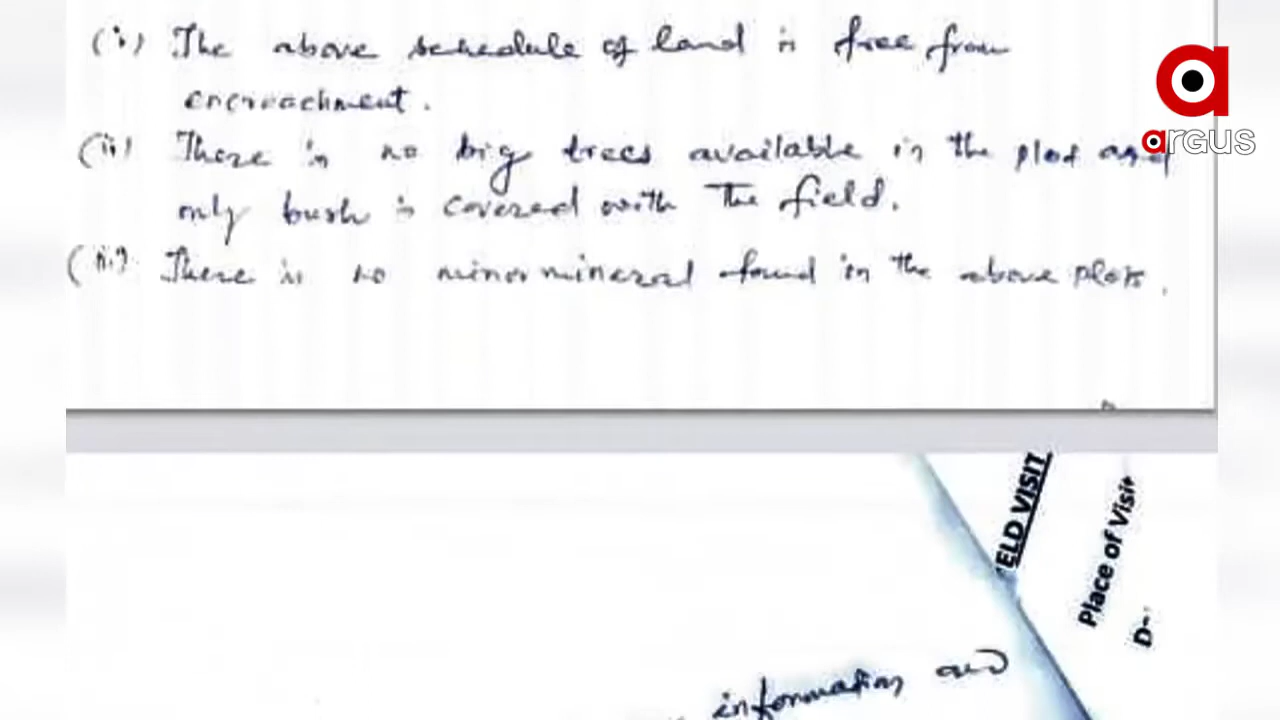 (i) The above schedule of land is free from
encroachment.
(ii) There is no big trees available in the plot and
only bush is covered with The field.
(iii) There is no minor mineral found in the above plots.
argus
ELD VISIT
Place of Visit
information and